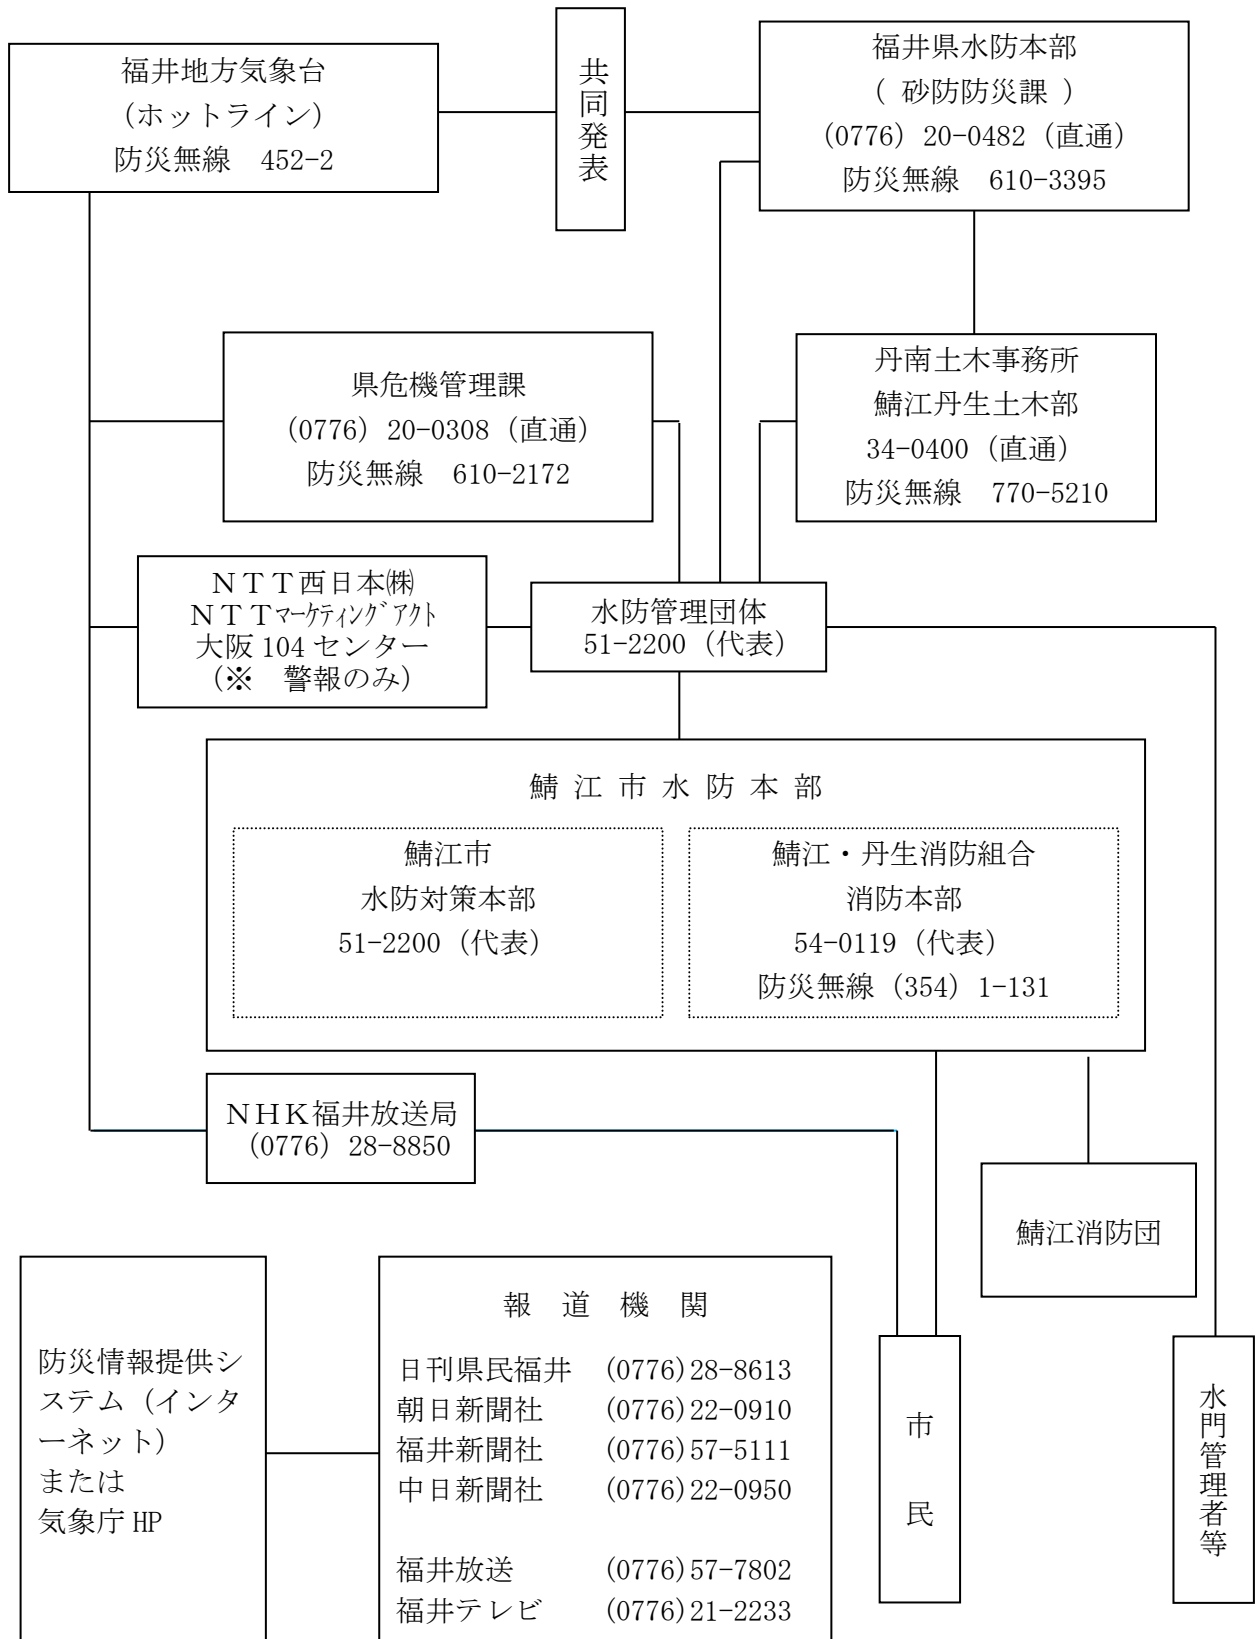 福井地方気象台
（ホットライン）
防災無線　452-2
共同発表
福井県水防本部
（ 砂防防災課 ）
(0776）20-0482（直通）
防災無線　610-3395
県危機管理課
(0776）20-0308（直通）
防災無線　610-2172
丹南土木事務所
鯖江丹生土木部
34-0400（直通）
防災無線　770-5210
ＮＴＴ西日本㈱
ＮＴＴﾏｰｹﾃｨﾝｸﾞｱｸﾄ
大阪 104 センター
（※　警報のみ）
水防管理団体
51-2200（代表）
鯖 江 市 水 防 本 部
鯖江市
水防対策本部
51-2200（代表）
鯖江・丹生消防組合
消防本部
54-0119（代表）
防災無線（354）1-131
ＮＨＫ福井放送局
(0776）28-8850
鯖江消防団
防災情報提供シ
ステム（インタ
ーネット）
または
気象庁 HP
報　道　機　関
日刊県民福井　(0776)28-8613
朝日新聞社　(0776)22-0910
福井新聞社　(0776)57-5111
中日新聞社　(0776)22-0950
福井放送　(0776)57-7802
福井テレビ　(0776)21-2233
市民
水門管理者等